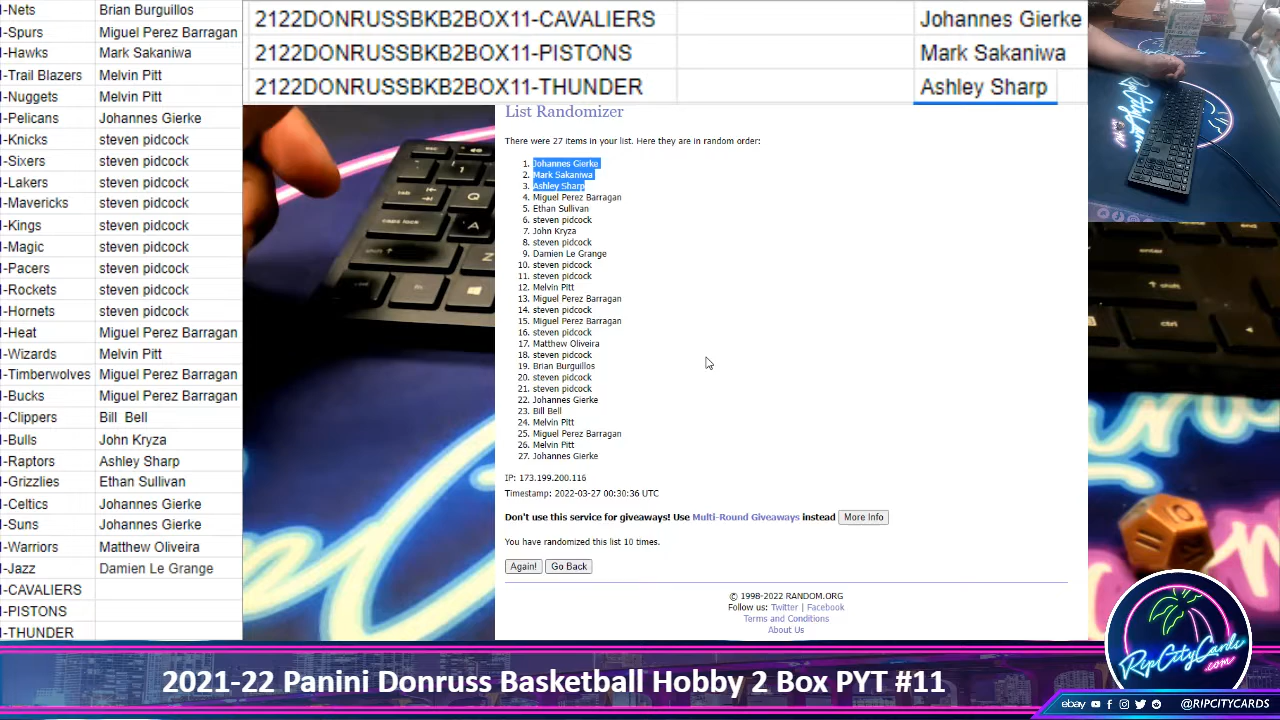 I-Nets Brian Burguillos
I-Spurs Miguel Perez Barragan
I-Hawks Mark Sakaniwa
I-Trail Blazers Melvin Pitt
I-Nuggets Melvin Pitt
I-Pelicans Johannes Gierke
I-Knicks steven pidcock
I-Sixers steven pidcock
I-Lakers steven pidcock
I-Mavericks steven pidcock
I-Kings steven pidcock
I-Magic steven pidcock
I-Pacers steven pidcock
I-Rockets steven pidcock
I-Hornets steven pidcock
I-Heat Miguel Perez Barragan
I-Wizards Melvin Pitt
I-Timberwolves Miguel Perez Barragan
I-Bucks Miguel Perez Barragan
I-Clippers Bill Bell
I-Bulls John Kryza
I-Raptors Ashley Sharp
I-Grizzlies Ethan Sullivan
I-Celtics Johannes Gierke
I-Suns Johannes Gierke
I-Warriors Matthew Oliveira
I-Jazz Damien Le Grange
I-CAVALIERS
I-PISTONS
I-THUNDER
2122DONRUSSBKB2BOX11-CAVALIERS Johannes Gierke
2122DONRUSSBKB2BOX11-PISTONS Mark Sakaniwa
2122DONRUSSBKB2BOX11-THUNDER Ashley Sharp
List Randomizer
There were 27 items in your list. Here they are in random order:
1. Johannes Gierke
2. Mark Sakaniwa
3. Ashley Sharp
4. Miguel Perez Barragan
5. Ethan Sullivan
6. steven pidcock
7. John Kryza
8. steven pidcock
9. Damien Le Grange
10. steven pidcock
11. steven pidcock
12. Melvin Pitt
13. Miguel Perez Barragan
14. steven pidcock
15. Miguel Perez Barragan
16. steven pidcock
17. Matthew Oliveira
18. steven pidcock
19. Brian Burguillos
20. steven pidcock
21. steven pidcock
22. Johannes Gierke
23. Bill Bell
24. Melvin Pitt
25. Miguel Perez Barragan
26. Melvin Pitt
27. Johannes Gierke
IP: 173.199.200.116
Timestamp: 2022-03-27 00:30:36 UTC
Don't use this service for giveaways! Use Multi-Round Giveaways instead More Info
You have randomized this list 10 times.
Again! Go Back
© 1998-2022 RANDOM.ORG
Follow us: Twitter | Facebook
Terms and Conditions
About Us
esc
tab
Q
caps lock
A
shift
Z
ctrl
shift
ctrl
end
2021-22 Panini Donruss Basketball Hobby 2 Box PYT #11
RipCityCards
.com
ebay @RIPCITYCARDS